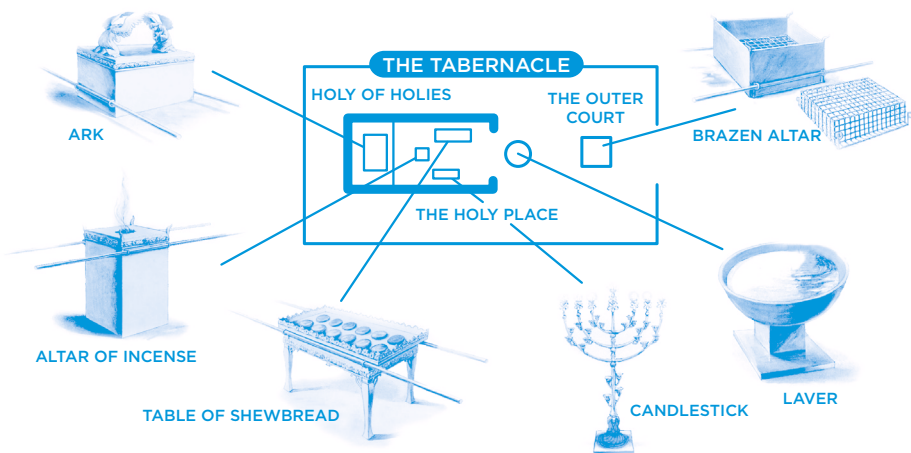 THE TABERNACLE
HOLY OF HOLIES
THE OUTER
COURT
ARK
BRAZEN ALTAR
THE HOLY PLACE
ALTAR OF INCENSE
TABLE OF SHEWBREAD
CANDLESTICK
LAVER